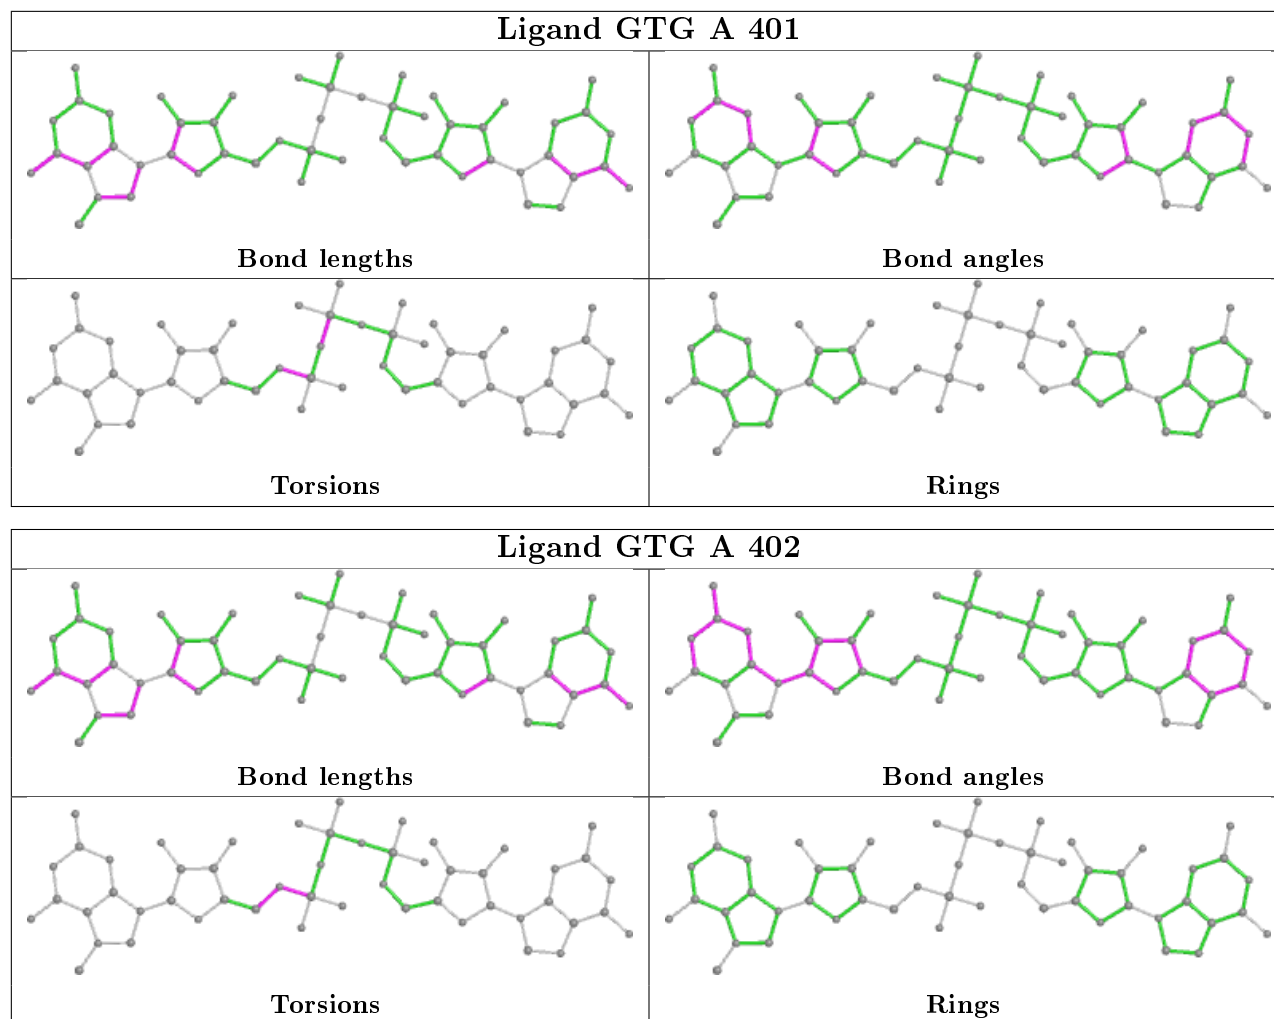 Ligand GTG A 401
Bond lengths
Bond angles
Torsions
Rings
Ligand GTG A 402
Bond lengths
Bond angles
Torsions
Rings